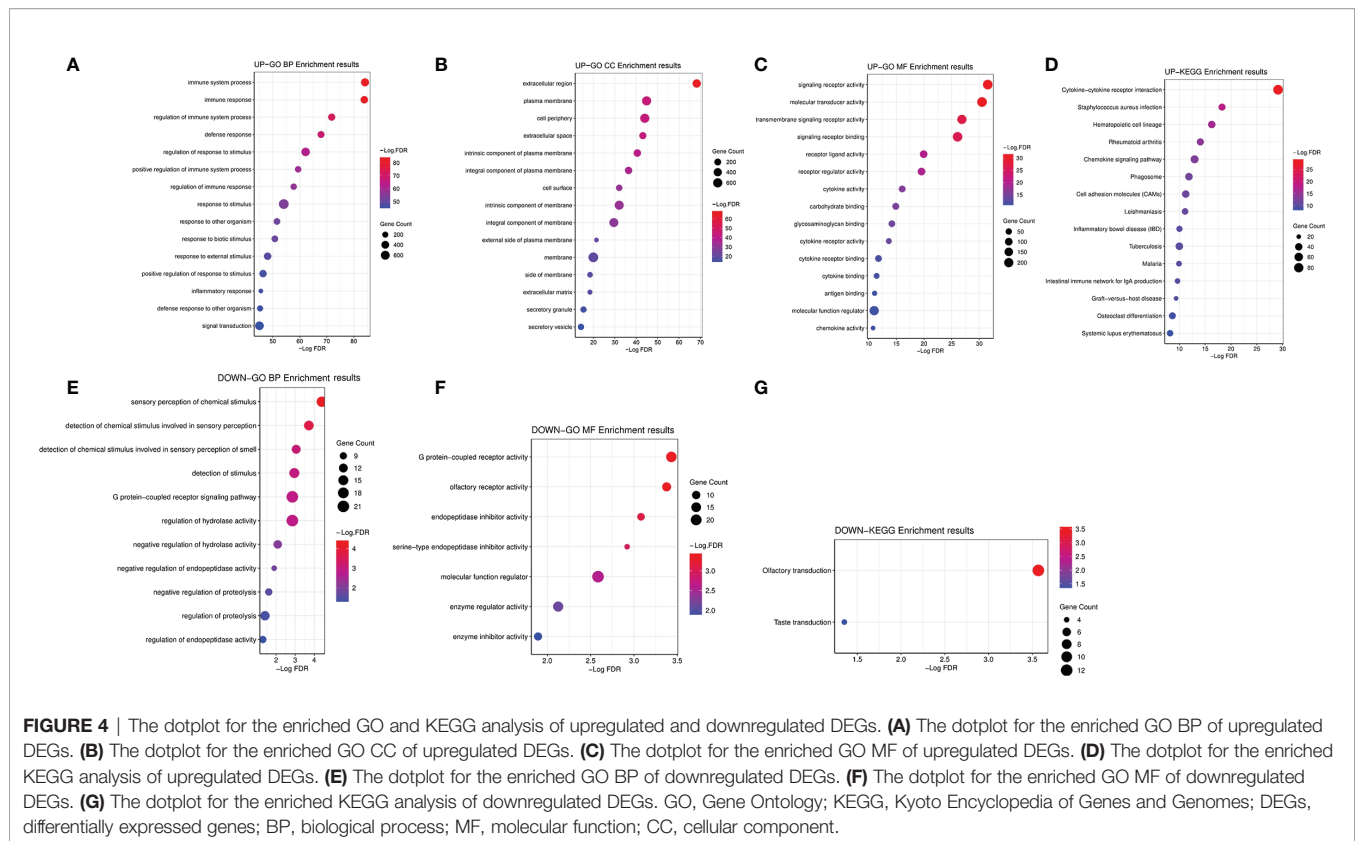 A
UP-GO BP Enrichment results
immune system process
immune response
regulation of immune system process
defense response
regulation of response to stimulus
positive regulation of immune system process
regulation of immune response
response to stimulus
response to other organism
response to biotic stimulus
response to external stimulus
positive regulation of response to stimulus
inflammatory response
defense response to other organism
signal transduction
50 60 70 80
−Log FDR
−Log.FDR
80
70
60
50
Gene Count
200
400
600
B
UP-GO CC Enrichment results
extracellular region
plasma membrane
cell periphery
extracellular space
intrinsic component of plasma membrane
integral component of plasma membrane
cell surface
intrinsic component of membrane
integral component of membrane
external side of plasma membrane
membrane
side of membrane
extracellular matrix
secretory granule
secretory vesicle
20 30 40 50 60 70
−Log FDR
Gene Count
200
400
600
−Log.FDR
60
50
40
30
20
C
UP-GO MF Enrichment results
signaling receptor activity
molecular transducer activity
transmembrane signaling receptor activity
signaling receptor binding
receptor ligand activity
receptor regulator activity
cytokine activity
carbohydrate binding
glycosaminoglycan binding
cytokine receptor activity
cytokine receptor binding
cytokine binding
antigen binding
molecular function regulator
chemokine activity
10 15 20 25 30
−Log FDR
−Log.FDR
30
25
20
15
Gene Count
50
100
150
200
D
UP-KEGG Enrichment results
Cytokine−cytokine receptor interaction
Staphylococcus aureus infection
Hematopoietic cell lineage
Rheumatoid arthritis
Chemokine signaling pathway
Phagosome
Cell adhesion molecules (CAMs)
Leishmaniasis
Inflammatory bowel disease (IBD)
Tuberculosis
Malaria
Intestinal immune network for IgA production
Graft−versus−host disease
Osteoclast differentiation
Systemic lupus erythematosus
10 15 20 25 30
−Log FDR
−Log.FDR
25
20
15
10
Gene Count
20
40
60
80
E
DOWN-GO BP Enrichment results
sensory perception of chemical stimulus
detection of chemical stimulus involved in sensory perception
detection of chemical stimulus involved in sensory perception of smell
detection of stimulus
G protein−coupled receptor signaling pathway
regulation of hydrolase activity
negative regulation of hydrolase activity
negative regulation of endopeptidase activity
negative regulation of proteolysis
regulation of proteolysis
regulation of endopeptidase activity
2 3 4
−Log FDR
Gene Count
9
12
15
18
21
−Log.FDR
4
3
2
F
DOWN-GO MF Enrichment results
G protein−coupled receptor activity
olfactory receptor activity
endopeptidase inhibitor activity
serine−type endopeptidase inhibitor activity
molecular function regulator
enzyme regulator activity
enzyme inhibitor activity
2.0 2.5 3.0 3.5
−Log FDR
Gene Count
10
15
20
−Log.FDR
3.0
2.5
2.0
G
DOWN-KEGG Enrichment results
Olfactory transduction
Taste transduction
1.5 2.0 2.5 3.0 3.5
−Log FDR
3.5
3.0
2.5
2.0
1.5
Gene Count
4
6
8
10
12
FIGURE 4 | The dotplot for the enriched GO and KEGG analysis of upregulated and downregulated DEGs. (A) The dotplot for the enriched GO BP of upregulated
DEGs. (B) The dotplot for the enriched GO CC of upregulated DEGs. (C) The dotplot for the enriched GO MF of upregulated DEGs. (D) The dotplot for the enriched
KEGG analysis of upregulated DEGs. (E) The dotplot for the enriched GO BP of downregulated DEGs. (F) The dotplot for the enriched GO MF of downregulated
DEGs. (G) The dotplot for the enriched KEGG analysis of downregulated DEGs. GO, Gene Ontology; KEGG, Kyoto Encyclopedia of Genes and Genomes; DEGs,
differentially expressed genes; BP, biological process; MF, molecular function; CC, cellular component.